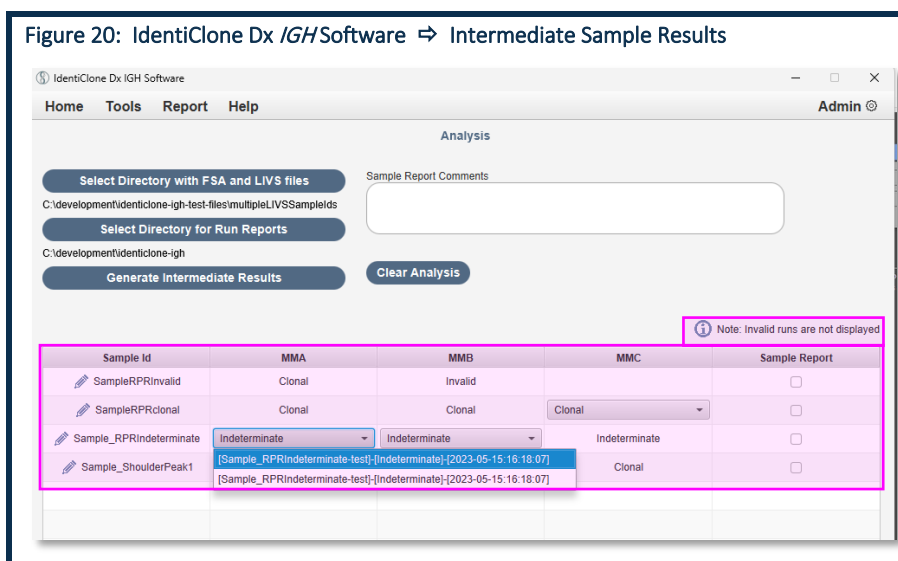 Figure 20: IdentiClone Dx IGH Software ⇨ Intermediate Sample Results
IdentiClone Dx IGH Software
Home Tools Report Help Admin
Analysis
Select Directory with FSA and LIVS files
Sample Report Comments
C:\development\identiclone-igh-test-files\multipleLIVSSampleIds
Select Directory for Run Reports
C:\development\identiclone-igh
Generate Intermediate Results
Clear Analysis
Note: Invalid runs are not displayed
Sample Id MMA MMB MMC Sample Report
SampleRPRInvalid Clonal Invalid
SampleRPRclonal Clonal Clonal Clonal
Sample_RPRIndeterminate Indeterminate Indeterminate Indeterminate
[Sample_RPRIndeterminate-test]-[Indeterminate]-[2023-05-15:16:18:07]
Sample_ShoulderPeak1 Clonal
[Sample_RPRIndeterminate-test]-[Indeterminate]-[2023-05-15:16:18:07]